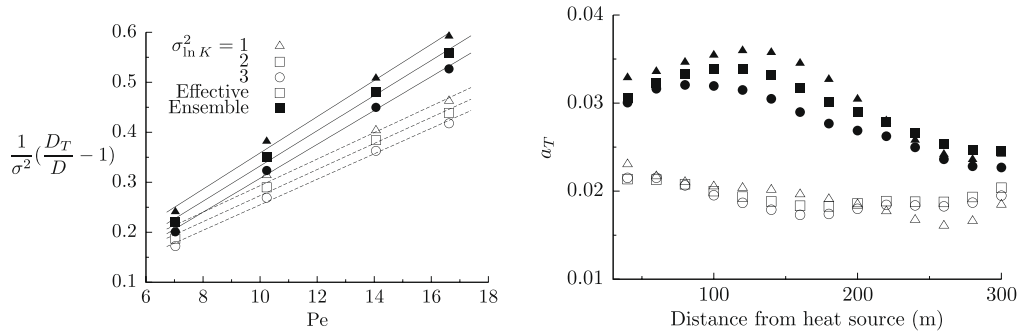 0.6
0.5
0.4
0.3
0.2
0.1
6 8 10 12 14 16 18
Pe
1/σ² (D_T/D − 1)
σ²_{ln K} = 1
2
3
Effective
Ensemble
0.04
0.03
0.02
0.01
100 200 300
Distance from heat source (m)
a_T